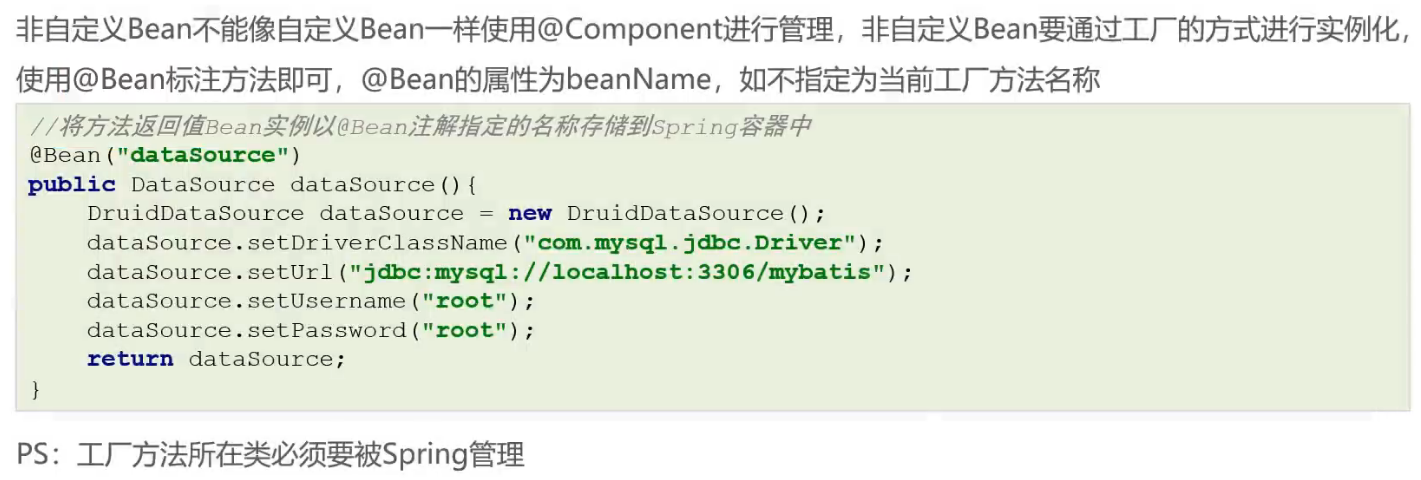 非自定义Bean不能像自定义Bean一样使用@Component进行管理，非自定义Bean要通过工厂的方式进行实例化，
使用@Bean标注方法即可，@Bean的属性为beanName，如不指定为当前工厂方法名称
//将方法返回值Bean实例以@Bean注解指定的名称存储到Spring容器中
@Bean("dataSource")
public DataSource dataSource(){
    DruidDataSource dataSource = new DruidDataSource();
    dataSource.setDriverClassName("com.mysql.jdbc.Driver");
    dataSource.setUrl("jdbc:mysql://localhost:3306/mybatis");
    dataSource.setUsername("root");
    dataSource.setPassword("root");
    return dataSource;
}
PS：工厂方法所在类必须要被Spring管理